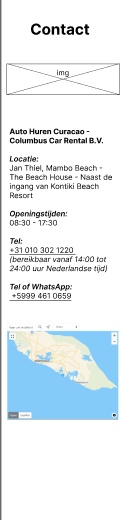 Contact
img
Auto Huren Curacao -
Columbus Car Rental B.V.
Locatie:
Jan Thiel, Mambo Beach -
The Beach House - Naast de
ingang van Kontiki Beach
Resort
Openingstijden:
08:30 - 17:30
Tel:
+31 010 302 1220
(bereikbaar vanaf 14:00 tot
24:00 uur Nederlandse tijd)
Tel of WhatsApp:
+5999 461 0659